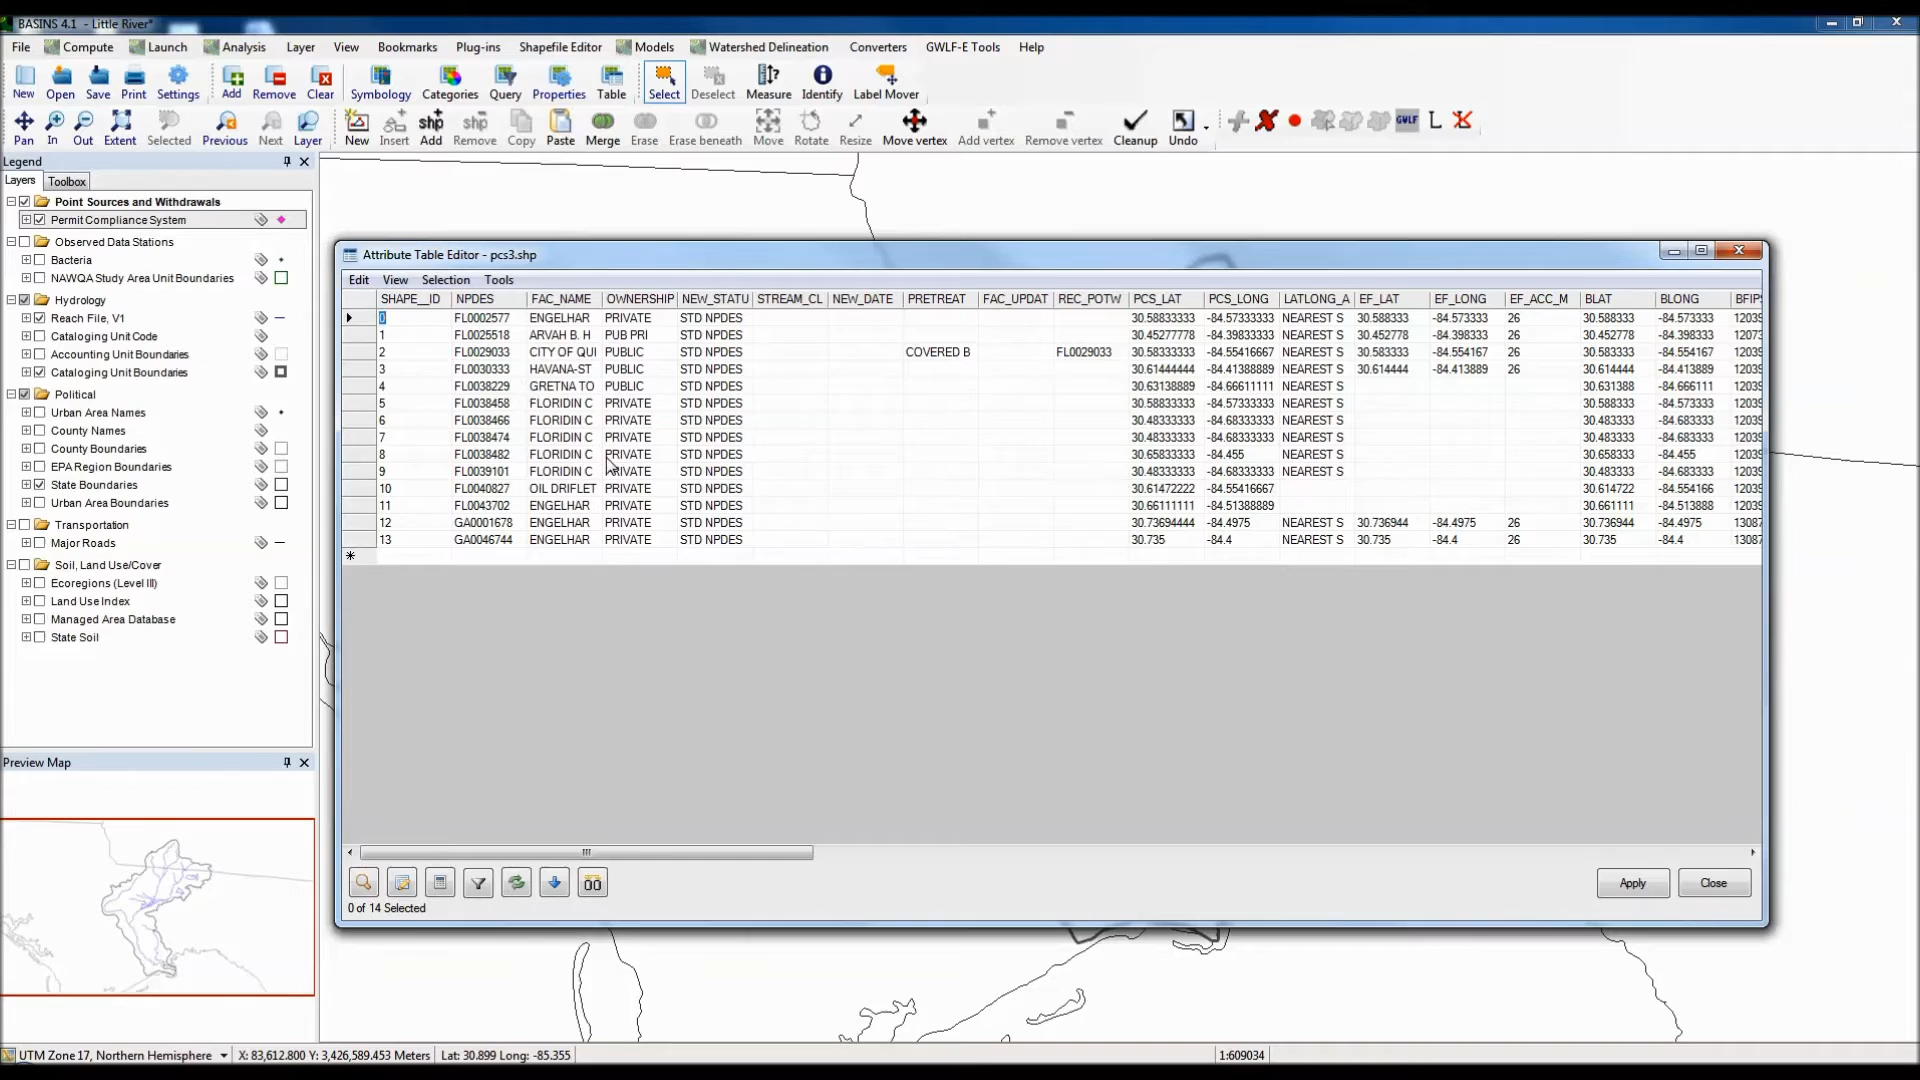 BASINS 4.1 - Little River*
File Compute Launch Analysis Layer View Bookmarks Plug-ins Shapefile Editor Models Watershed Delineation Converters GWLF-E Tools Help
New Open Save Print Settings Add Remove Clear Symbology Categories Query Properties Table Select Deselect Measure Identify Label Mover
Pan In Out Extent Selected Previous Next Layer New Insert Add Remove Copy Paste Merge Erase Erase beneath Move Rotate Resize Move vertex Add vertex Remove vertex Cleanup Undo GWLF
Legend
Layers Toolbox
Point Sources and Withdrawals
Permit Compliance System
Observed Data Stations
Bacteria
NAWQA Study Area Unit Boundaries
Hydrology
Reach File, V1
Cataloging Unit Code
Accounting Unit Boundaries
Cataloging Unit Boundaries
Political
Urban Area Names
County Names
County Boundaries
EPA Region Boundaries
State Boundaries
Urban Area Boundaries
Transportation
Major Roads
Soil, Land Use/Cover
Ecoregions (Level III)
Land Use Index
Managed Area Database
State Soil
Preview Map
Attribute Table Editor - pcs3.shp
Edit View Selection Tools
SHAPE__ID NPDES FAC_NAME OWNERSHIP NEW_STATU STREAM_CL NEW_DATE PRETREAT FAC_UPDAT REC_POTW PCS_LAT PCS_LONG LATLONG_A EF_LAT EF_LONG EF_ACC_M BLAT BLONG BFIPS
0 FL0002577 ENGELHAR PRIVATE STD NPDES 30.58833333 -84.57333333 NEAREST S 30.588333 -84.573333 26 30.588333 -84.573333 12039
1 FL0025518 ARVAH B. H PUB PRI STD NPDES 30.45277778 -84.39833333 NEAREST S 30.452778 -84.398333 26 30.452778 -84.398333 12073
2 FL0029033 CITY OF QUI PUBLIC STD NPDES COVERED B FL0029033 30.58333333 -84.55416667 NEAREST S 30.583333 -84.554167 26 30.583333 -84.554167 12039
3 FL0030333 HAVANA-ST PUBLIC STD NPDES 30.61444444 -84.41388889 NEAREST S 30.614444 -84.413889 26 30.614444 -84.413889 12039
4 FL0038229 GRETNA TO PUBLIC STD NPDES 30.63138889 -84.66611111 NEAREST S 30.631388 -84.666111 12039
5 FL0038458 FLORIDIN C PRIVATE STD NPDES 30.58833333 -84.57333333 NEAREST S 30.588333 -84.573333 12039
6 FL0038466 FLORIDIN C PRIVATE STD NPDES 30.48333333 -84.68333333 NEAREST S 30.483333 -84.683333 12039
7 FL0038474 FLORIDIN C PRIVATE STD NPDES 30.48333333 -84.68333333 NEAREST S 30.483333 -84.683333 12039
8 FL0038482 FLORIDIN C PRIVATE STD NPDES 30.65833333 -84.455 NEAREST S 30.658333 -84.455 12039
9 FL0039101 FLORIDIN C PRIVATE STD NPDES 30.48333333 -84.68333333 NEAREST S 30.483333 -84.683333 12039
10 FL0040827 OIL DRIFLET PRIVATE STD NPDES 30.61472222 -84.55416667 30.614722 -84.554166 12039
11 FL0043702 ENGELHAR PRIVATE STD NPDES 30.66111111 -84.51388889 30.661111 -84.513888 12039
12 GA0001678 ENGELHAR PRIVATE STD NPDES 30.73694444 -84.4975 NEAREST S 30.736944 -84.4975 26 30.736944 -84.4975 13087
13 GA0046744 ENGELHAR PRIVATE STD NPDES 30.735 -84.4 NEAREST S 30.735 -84.4 26 30.735 -84.4 13087
Apply Close
0 of 14 Selected
UTM Zone 17, Northern Hemisphere X: 83,612.800 Y: 3,426,589.453 Meters Lat: 30.899 Long: -85.355 1:609034